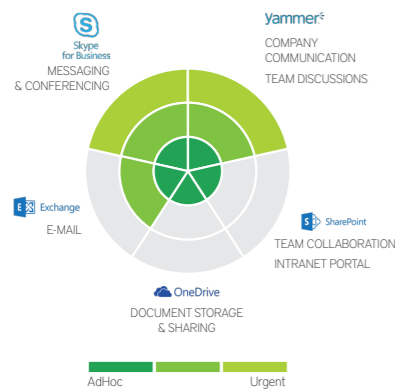 Skype
for Business
MESSAGING
& CONFERENCING
yammer
COMPANY
COMMUNICATION
TEAM DISCUSSIONS
E
Exchange
E-MAIL
S
SharePoint
TEAM COLLABORATION
INTRANET PORTAL
OneDrive
DOCUMENT STORAGE
& SHARING
AdHoc
Urgent